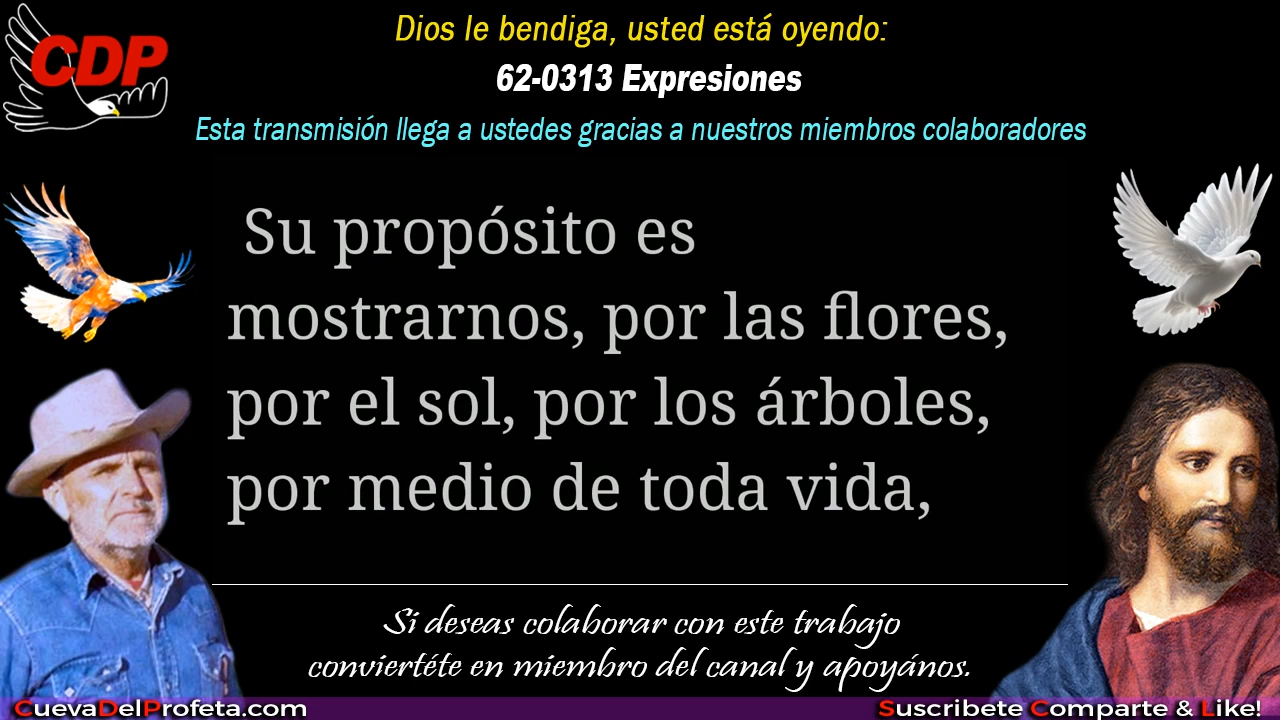 CDP
Dios le bendiga, usted está oyendo:
62-0313 Expresiones
Esta transmisión llega a ustedes gracias a nuestros miembros colaboradores
Su propósito es
mostrarnos, por las flores,
por el sol, por los árboles,
por medio de toda vida,
Si deseas colaborar con este trabajo
conviertéte en miembro del canal y apoyános.
CuevaDelProfeta.com
Suscribete Comparte & Like!